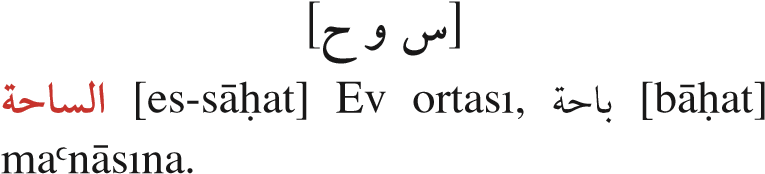 [س و ح]
الساحة [es-sāḥat] Ev ortası, باحة [bāḥat]
maʿnāsına.